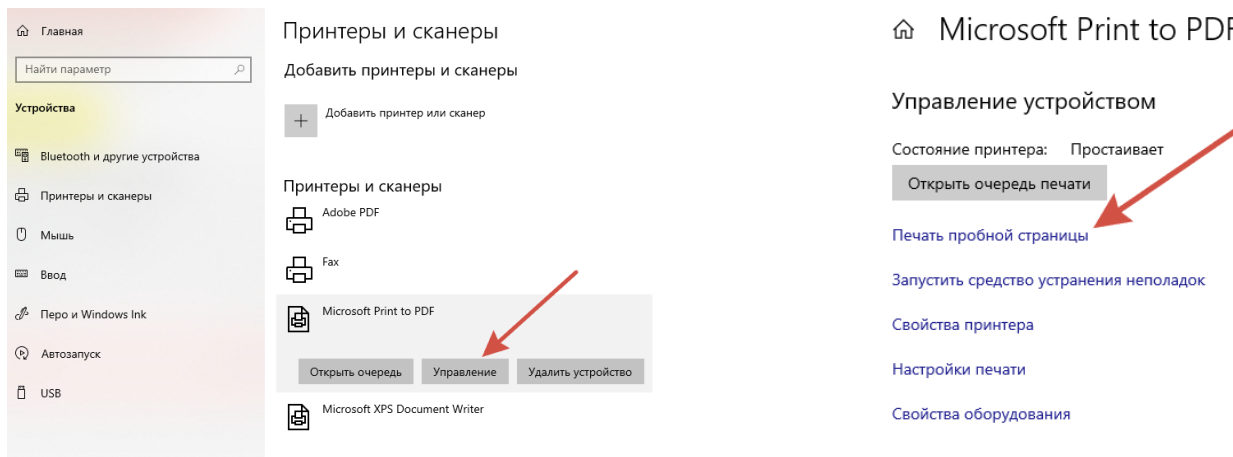 Главная
Найти параметр
Устройства
Bluetooth и другие устройства
Принтеры и сканеры
Мышь
Ввод
Перо и Windows Ink
Автозапуск
USB
Принтеры и сканеры
Добавить принтеры и сканеры
Добавить принтер или сканер
Принтеры и сканеры
Adobe PDF
Fax
Microsoft Print to PDF
Открыть очередь Управление Удалить устройство
Microsoft XPS Document Writer
Microsoft Print to PDF
Управление устройством
Состояние принтера: Простаивает
Открыть очередь печати
Печать пробной страницы
Запустить средство устранения неполадок
Свойства принтера
Настройки печати
Свойства оборудования